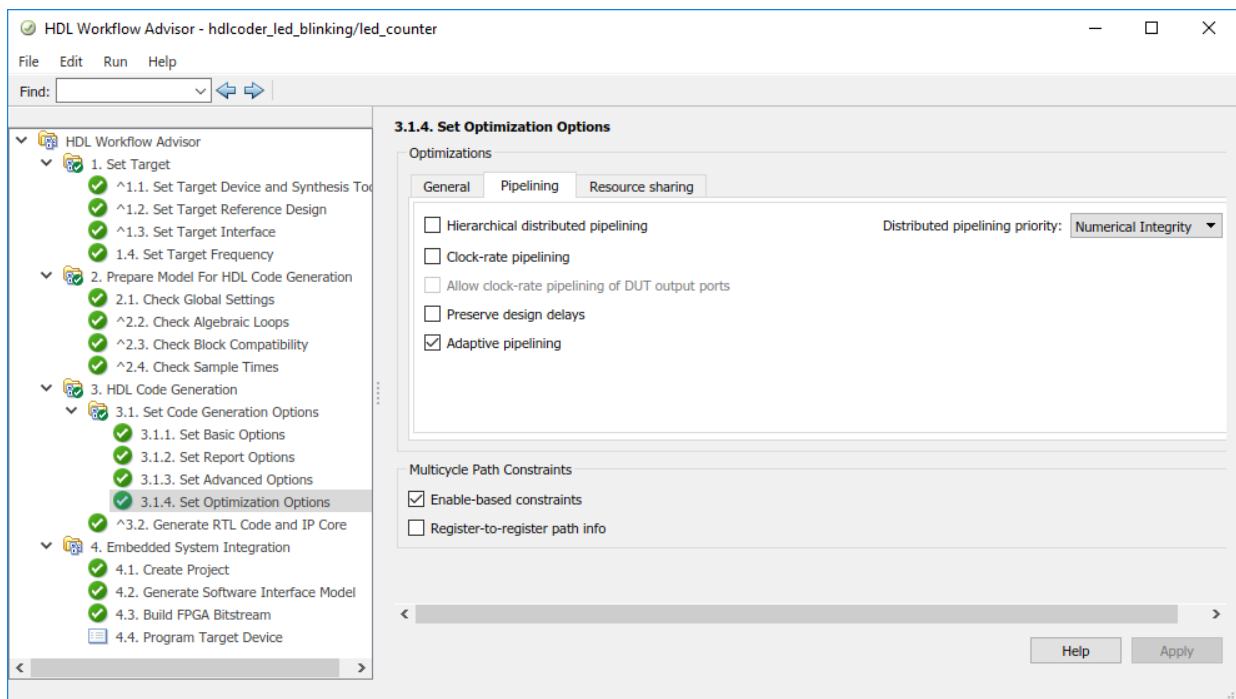 HDL Workflow Advisor - hdlcoder_led_blinking/led_counter
File Edit Run Help
Find:
HDL Workflow Advisor
1. Set Target
^1.1. Set Target Device and Synthesis Too
^1.2. Set Target Reference Design
^1.3. Set Target Interface
1.4. Set Target Frequency
2. Prepare Model For HDL Code Generation
2.1. Check Global Settings
^2.2. Check Algebraic Loops
^2.3. Check Block Compatibility
^2.4. Check Sample Times
3. HDL Code Generation
3.1. Set Code Generation Options
3.1.1. Set Basic Options
3.1.2. Set Report Options
3.1.3. Set Advanced Options
3.1.4. Set Optimization Options
^3.2. Generate RTL Code and IP Core
4. Embedded System Integration
4.1. Create Project
4.2. Generate Software Interface Model
4.3. Build FPGA Bitstream
4.4. Program Target Device
3.1.4. Set Optimization Options
Optimizations
General Pipelining Resource sharing
Hierarchical distributed pipelining Distributed pipelining priority: Numerical Integrity
Clock-rate pipelining
Allow clock-rate pipelining of DUT output ports
Preserve design delays
Adaptive pipelining
Multicycle Path Constraints
Enable-based constraints
Register-to-register path info
Help Apply